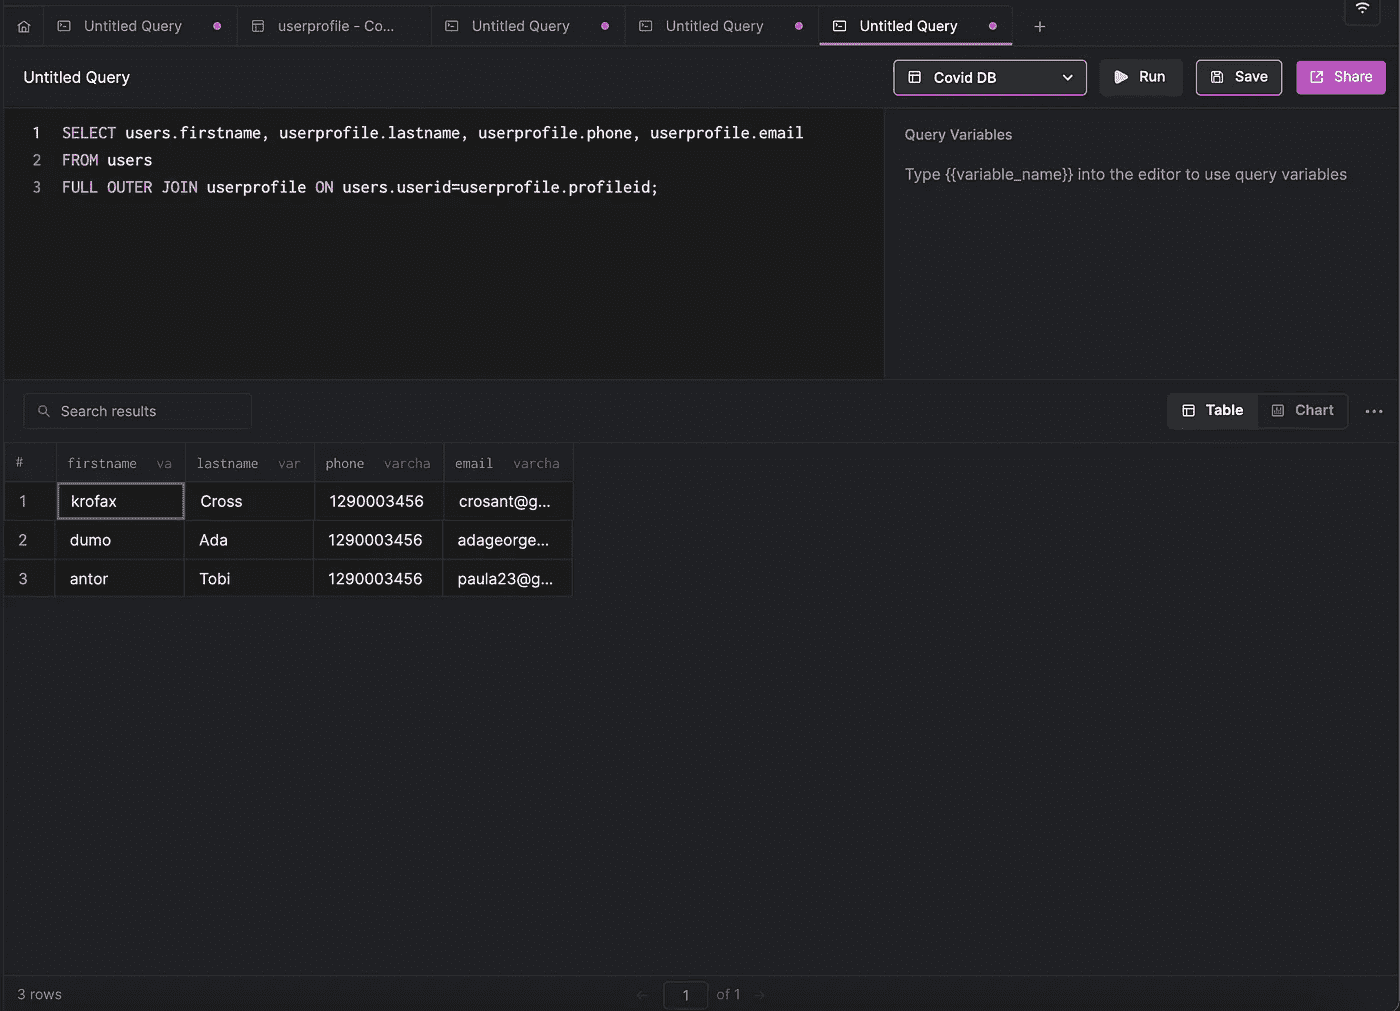 Untitled Query
userprofile - Co...
Untitled Query
Untitled Query
Untitled Query
Untitled Query
Covid DB
Run
Save
Share
1 SELECT users.firstname, userprofile.lastname, userprofile.phone, userprofile.email
2 FROM users
3 FULL OUTER JOIN userprofile ON users.userid=userprofile.profileid;
Query Variables
Type {{variable_name}} into the editor to use query variables
Search results
Table
Chart
# firstname va lastname var phone varcha email varcha
1 krofax Cross 1290003456 crosant@g...
2 dumo Ada 1290003456 adageorge...
3 antor Tobi 1290003456 paula23@g...
3 rows
1 of 1